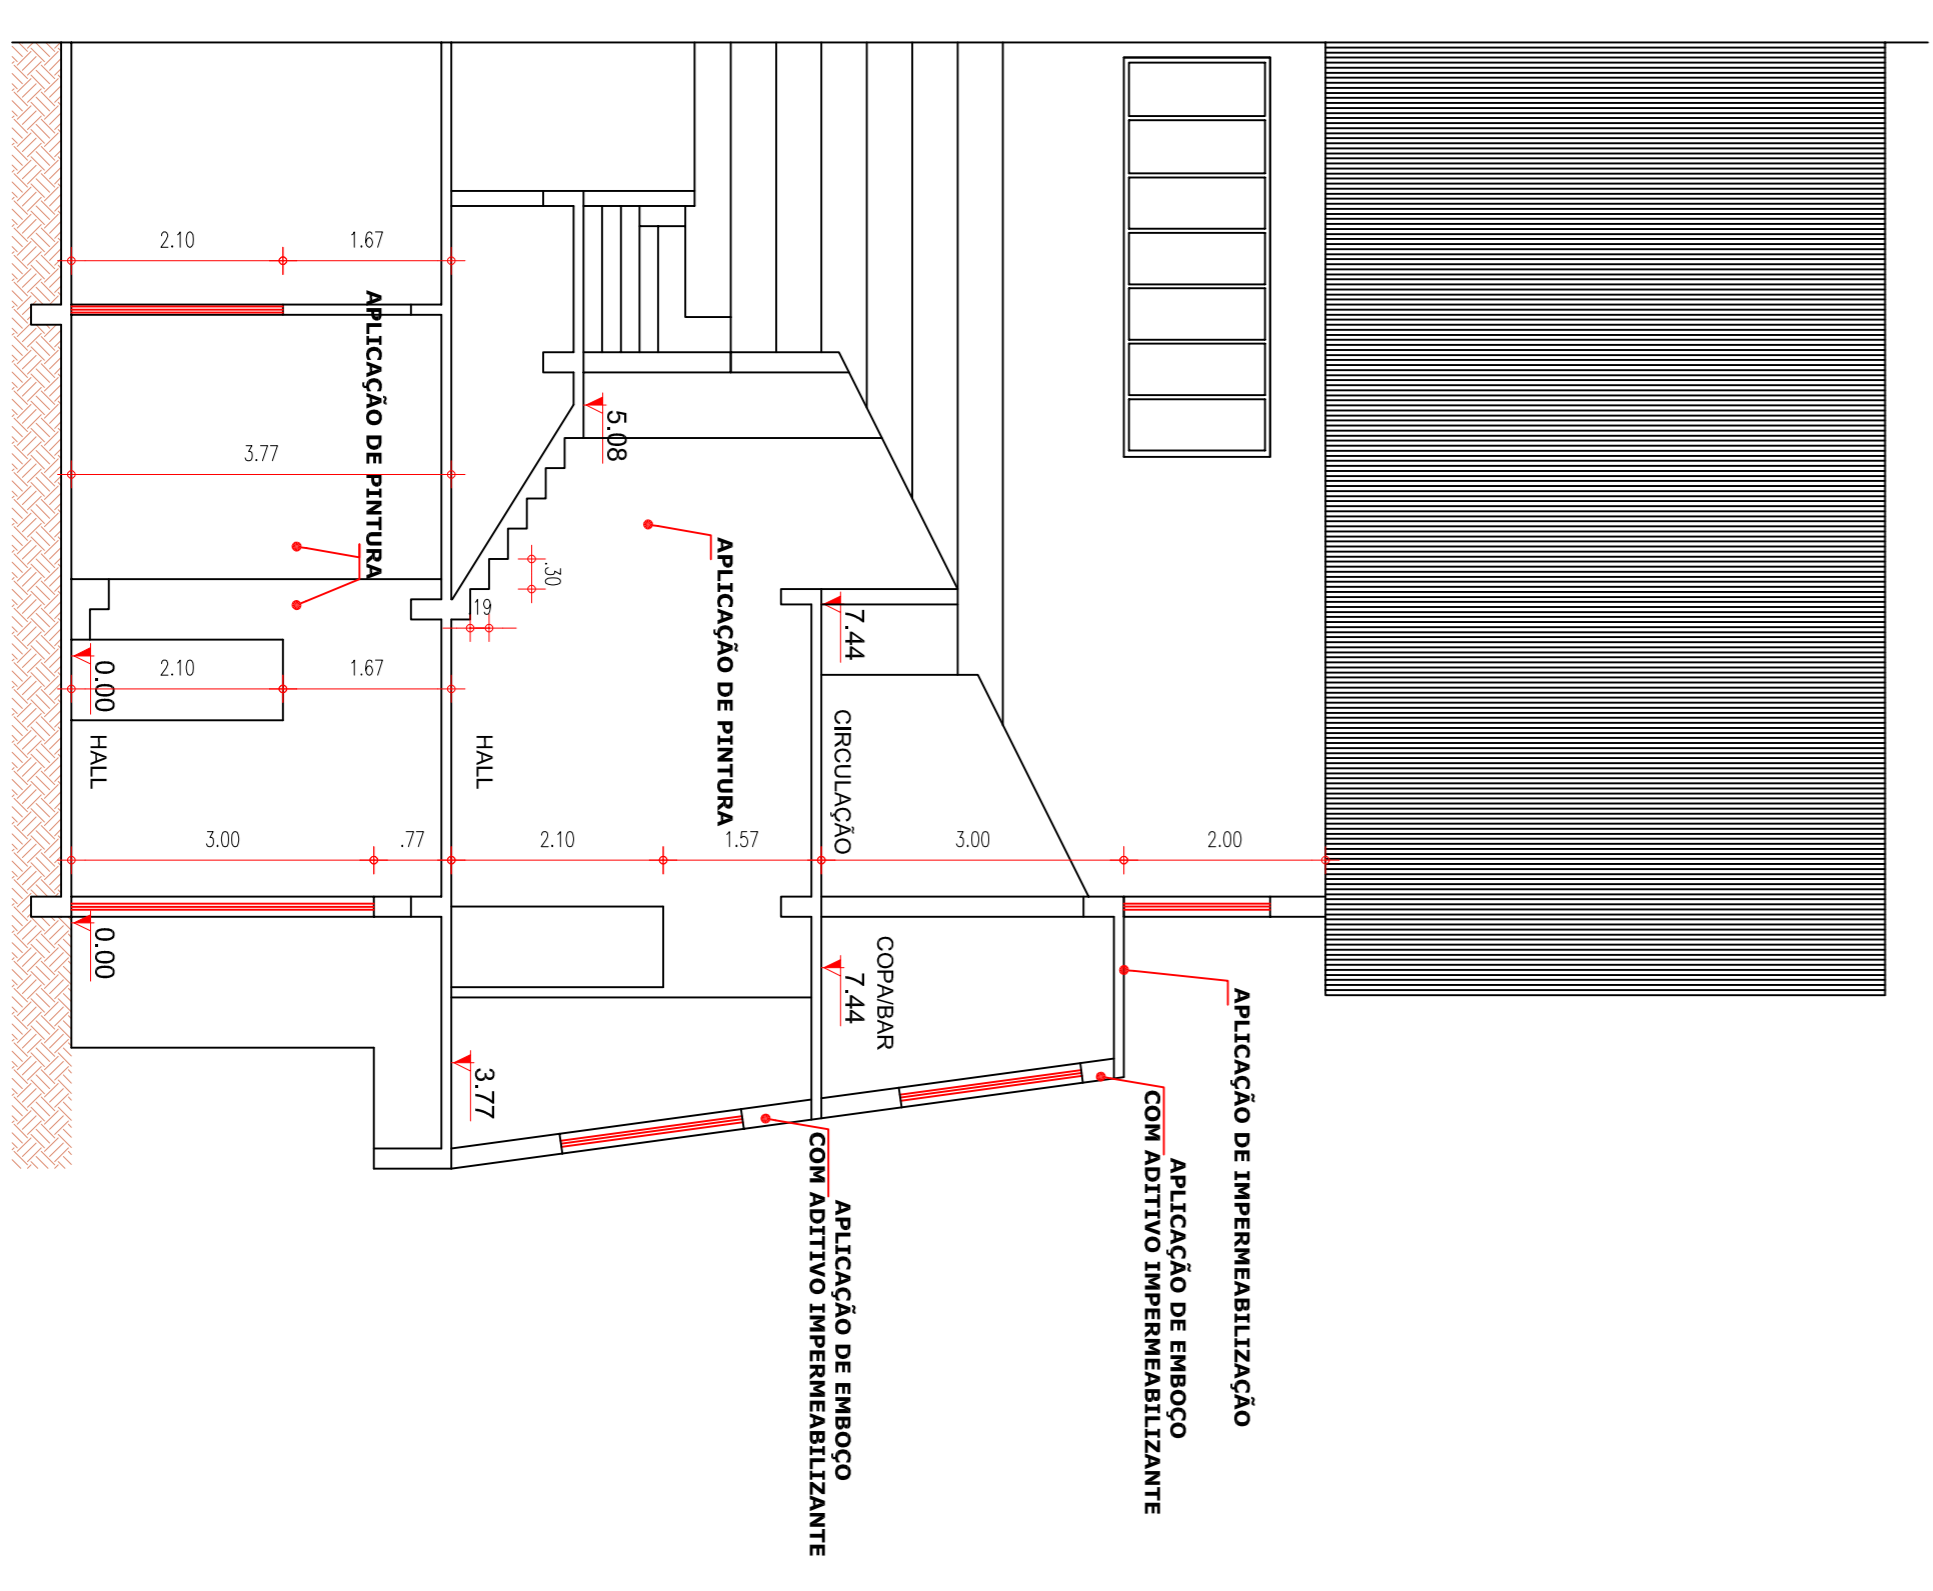 APLICAÇÃO DE IMPERMEABILIZAÇÃO
APLICAÇÃO DE EMBOÇO
COM ADITIVO IMPERMEABILIZANTE
2.00
3.00
1.57
2.10
.77
3.00
COPA/BAR
7.44
CIRCULAÇÃO
7.44
APLICAÇÃO DE EMBOÇO
COM ADITIVO IMPERMEABILIZANTE
APLICAÇÃO DE PINTURA
5.08
.30
19
HALL
3.77
APLICAÇÃO DE PINTURA
1.67
2.10
3.77
1.67
2.10
0.00
HALL
0.00